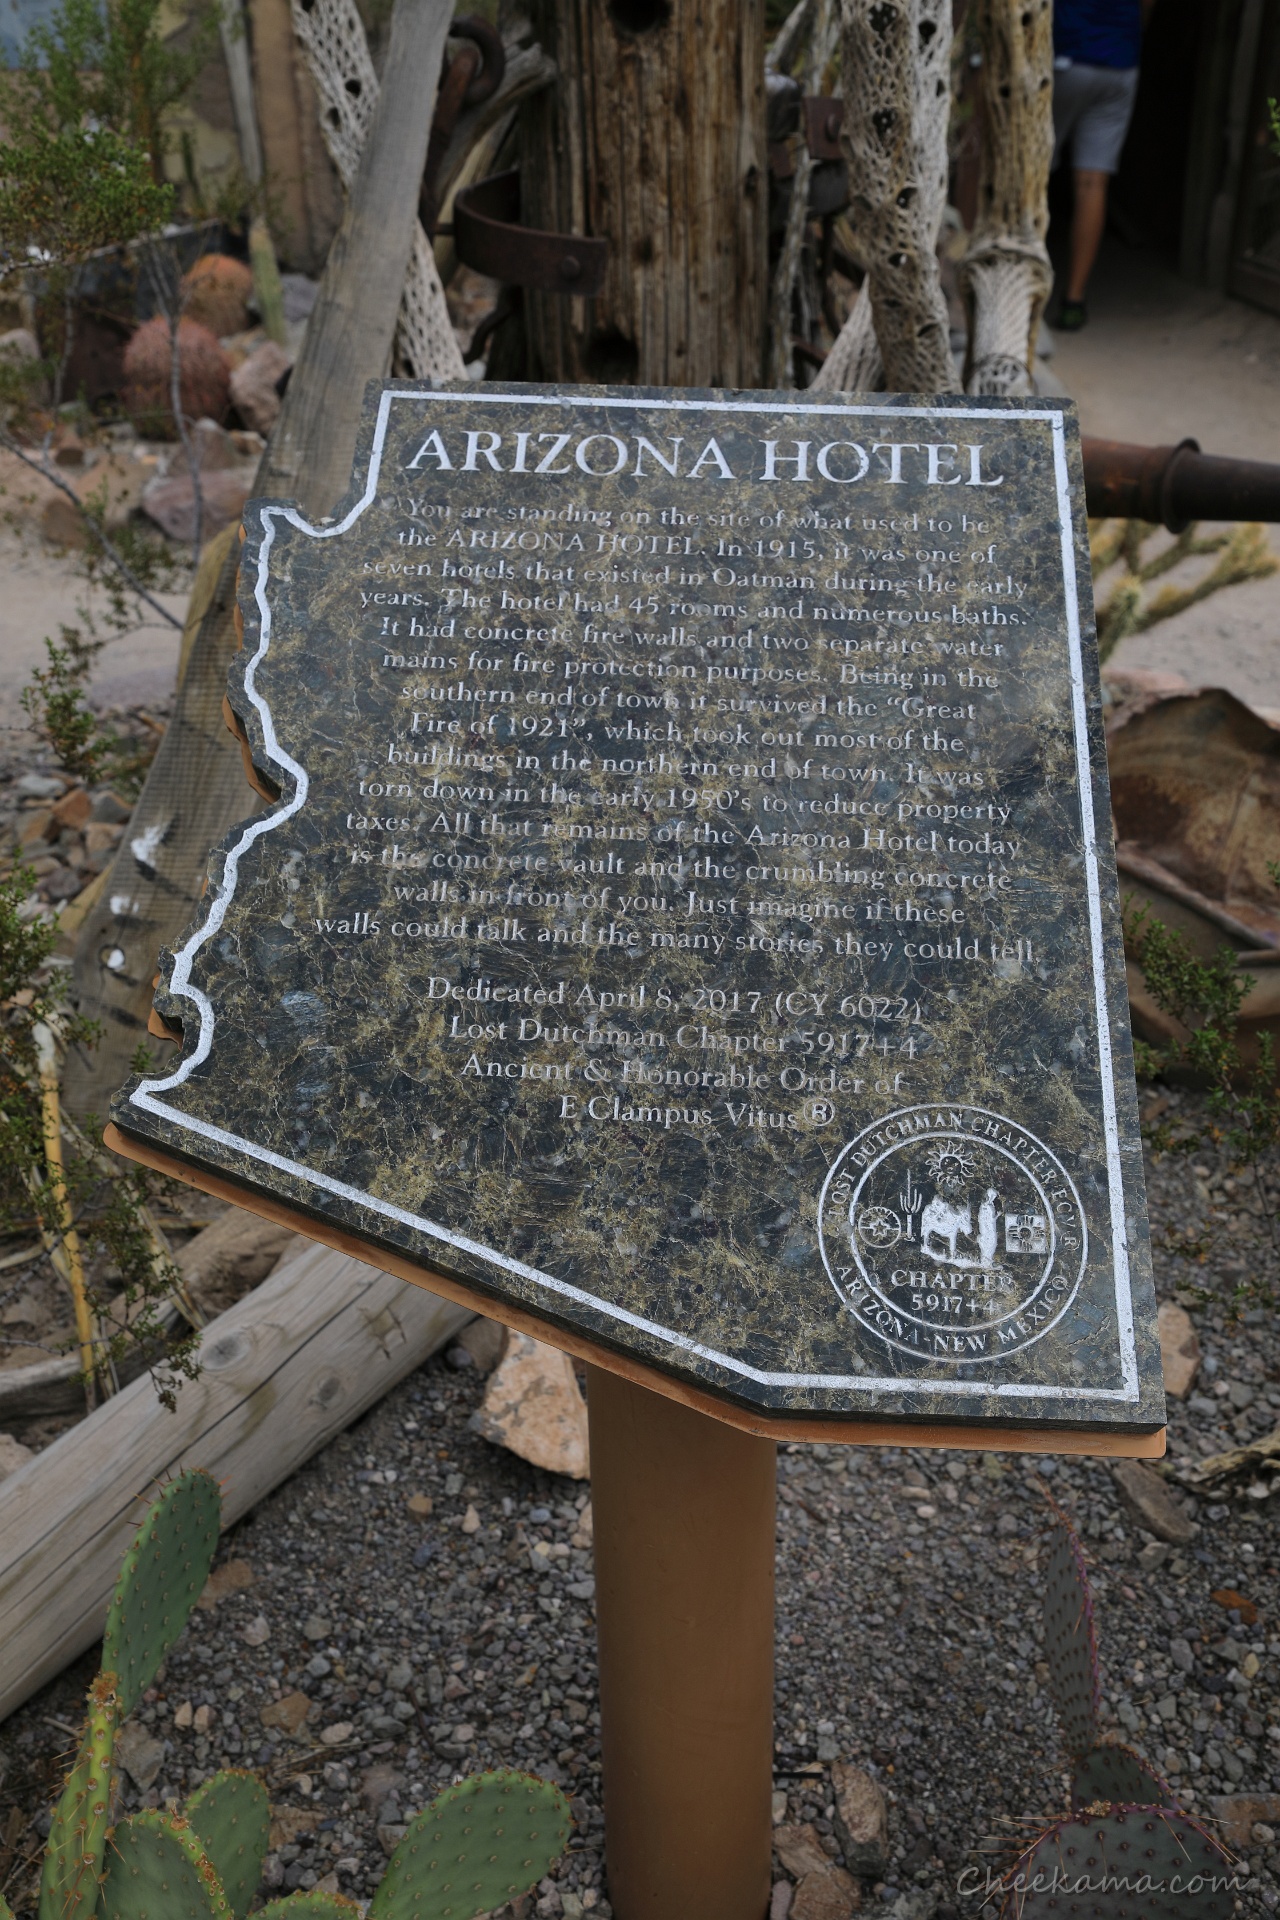 ARIZONA HOTEL
You are standing on the site of what used to be
the ARIZONA HOTEL. In 1915, it was one of
seven hotels that existed in Oatman during the early
years. The hotel had 45 rooms and numerous baths.
It had concrete fire walls and two separate water
mains for fire protection purposes. Being in the
southern end of town it survived the “Great
Fire of 1921”, which took out most of the
buildings in the northern end of town. It was
torn down in the early 1950's to reduce property
taxes. All that remains of the Arizona Hotel today
is the concrete vault and the crumbling concrete
walls in front of you. Just imagine if these
walls could talk and the many stories they could tell.
Dedicated April 8, 2017 (CY 6022)
Lost Dutchman Chapter 5917+4
Ancient & Honorable Order of
E Clampus Vitus ®
LOST DUTCHMAN CHAPTER ECV ®
CHAPTER
5917+4
ARIZONA-NEW MEXICO
Cheekama.com